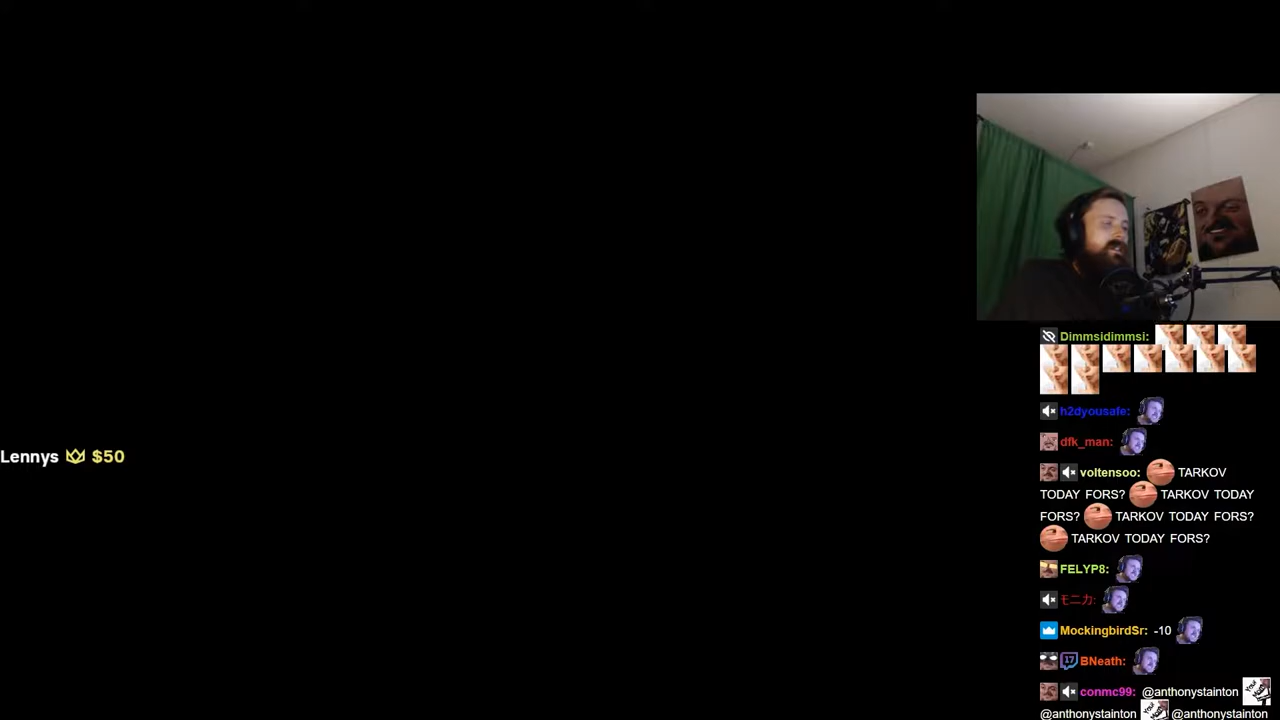 Dimmsidimmsi:
h2dyousafe:
dfk_man:
Lennys $50
voltensoo: TARKOV
TODAY FORS? TARKOV TODAY
FORS? TARKOV TODAY FORS?
TARKOV TODAY FORS?
FELYP8:
モニカ:
MockingbirdSr: -10
17 BNeath:
conmc99: @anthonystainton
@anthonystainton @anthonystainton